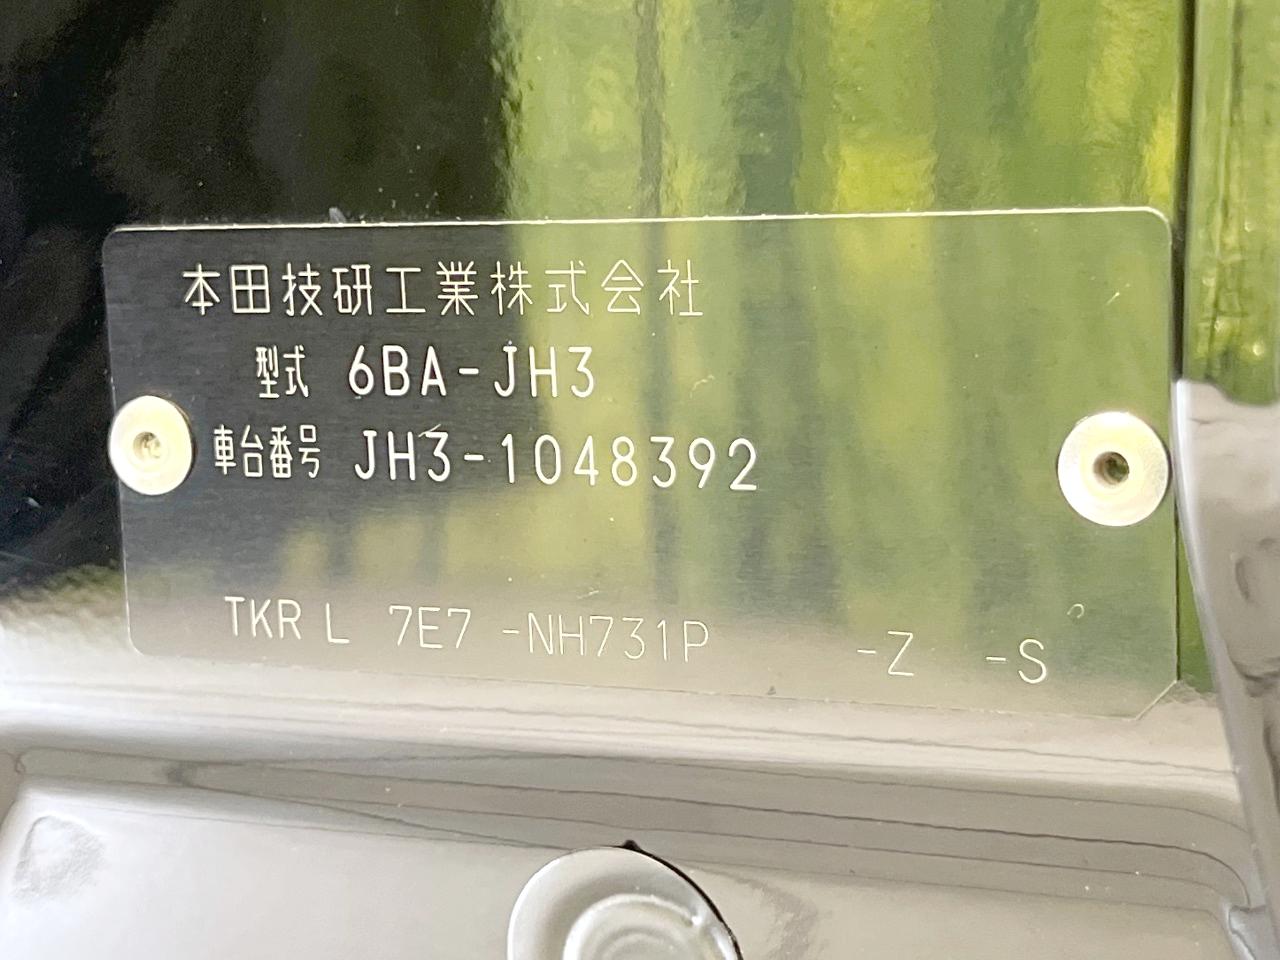 本田技研工業株式会社
型式 6BA-JH3
車台番号 JH3-1048392
TKR L 7E7 -NH731P -Z -S